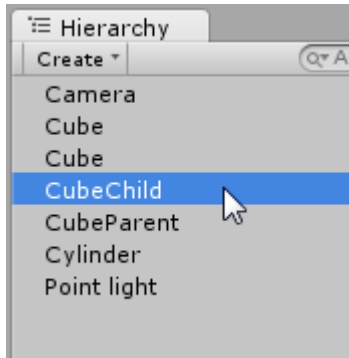 Hierarchy
Create A
Camera
Cube
Cube
CubeChild
CubeParent
Cylinder
Point light